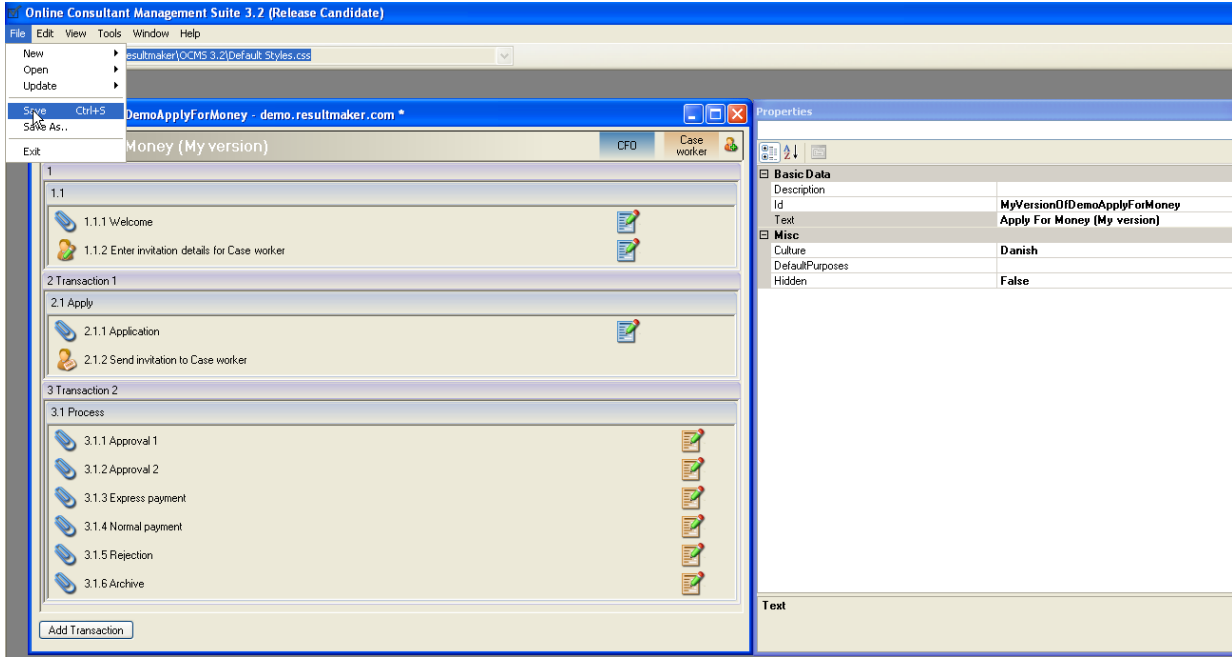 Online Consultant Management Suite 3.2 (Release Candidate)
File Edit View Tools Window Help
New
Open
Update
Save Ctrl+S
Save As..
Exit
esultmaker\OCMS 3.2\Default Styles.css
DemoApplyForMoney - demo.resultmaker.com *
Money (My version)
CFO
Case
worker
1
1.1
1.1.1 Welcome
1.1.2 Enter invitation details for Case worker
2 Transaction 1
2.1 Apply
2.1.1 Application
2.1.2 Send invitation to Case worker
3 Transaction 2
3.1 Process
3.1.1 Approval 1
3.1.2 Approval 2
3.1.3 Express payment
3.1.4 Normal payment
3.1.5 Rejection
3.1.6 Archive
Add Transaction
Properties
Basic Data
Description
Id MyVersionOfDemoApplyForMoney
Text Apply For Money (My version)
Misc
Culture Danish
DefaultPurposes
Hidden False
Text